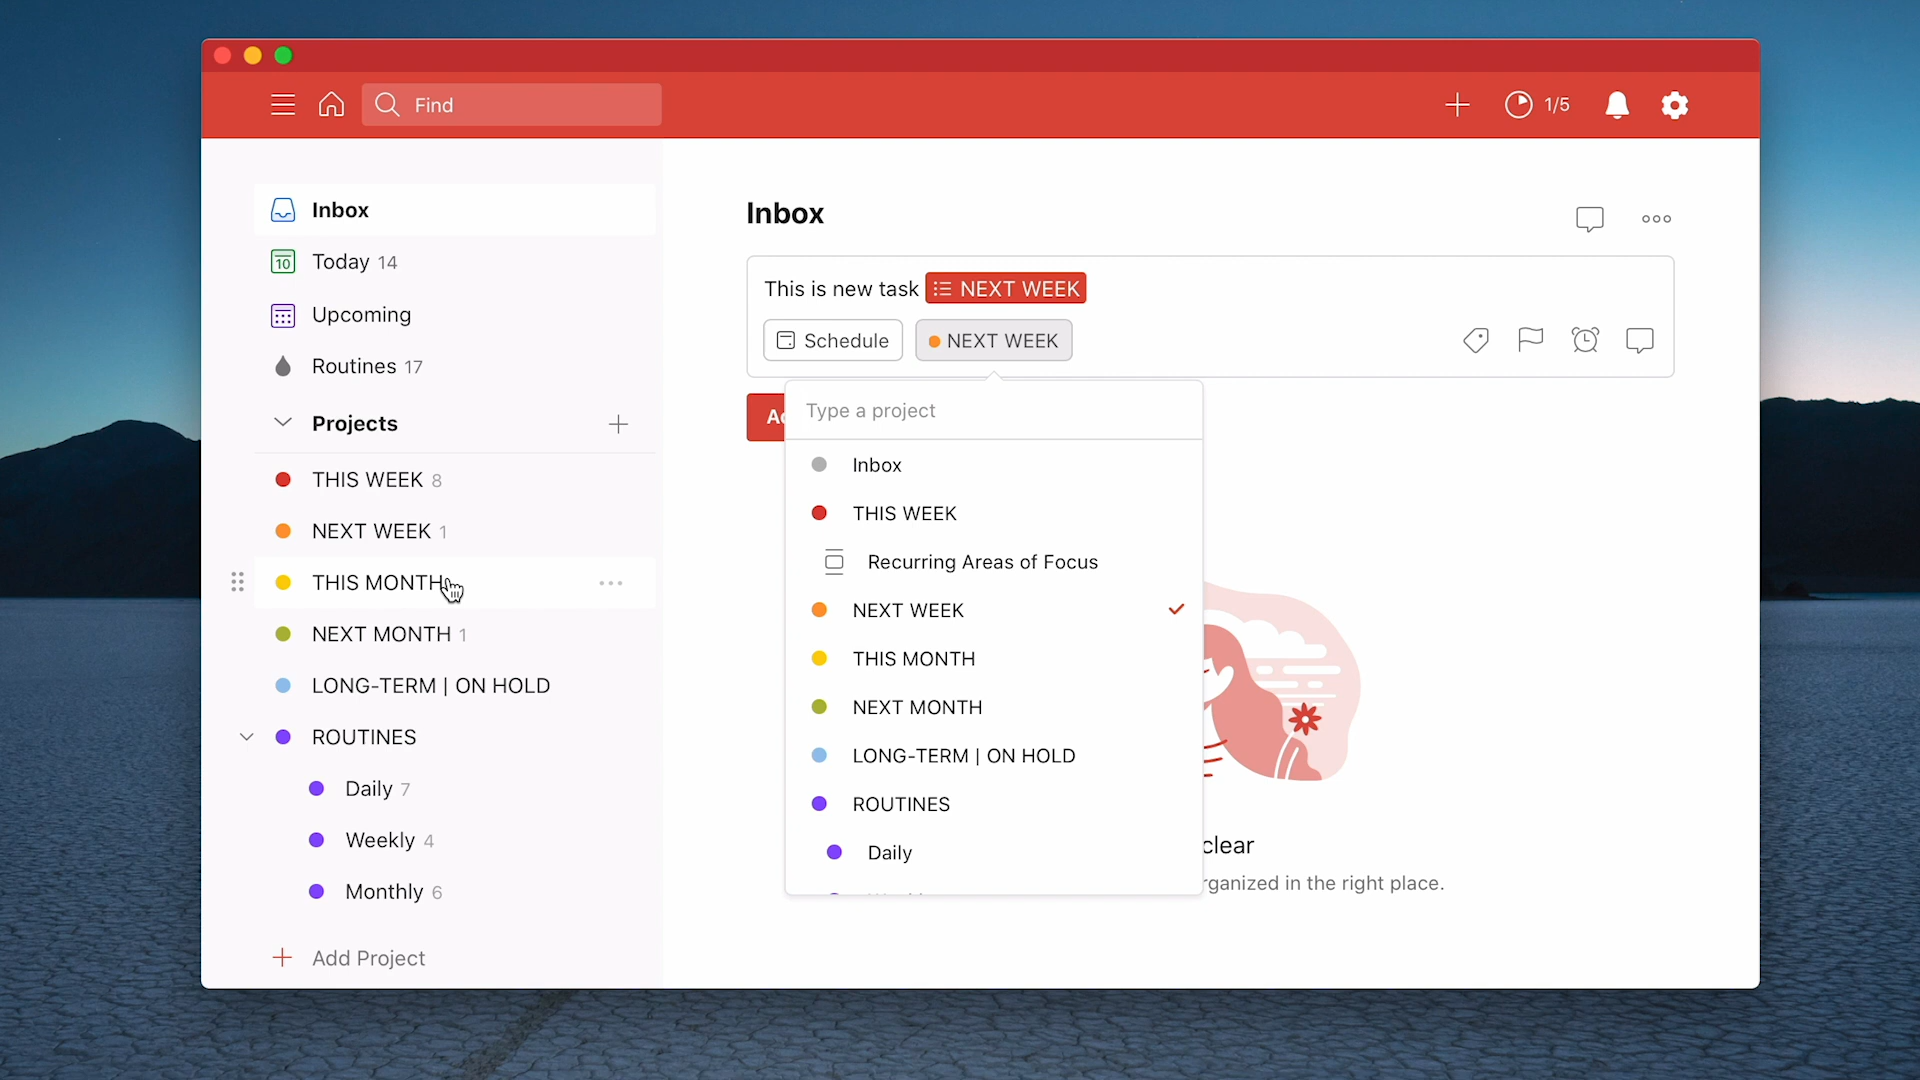 Find
1/5
Inbox
Today 14
10
Upcoming
Routines 17
Projects
THIS WEEK 8
NEXT WEEK 1
THIS MONTH
NEXT MONTH 1
LONG-TERM | ON HOLD
ROUTINES
Daily 7
Weekly 4
Monthly 6
Add Project
Inbox
This is new task NEXT WEEK
Schedule
NEXT WEEK
Type a project
Inbox
THIS WEEK
Recurring Areas of Focus
NEXT WEEK
THIS MONTH
NEXT MONTH
LONG-TERM | ON HOLD
ROUTINES
Daily
clear
rganized in the right place.